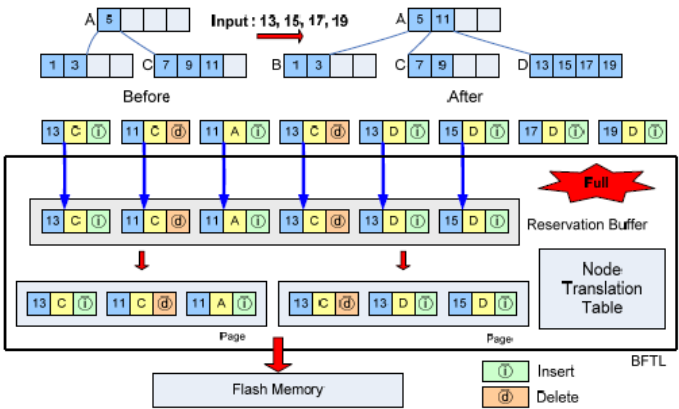 A 5 Input : 13, 15, 17, 19 A 5 11
1 3 C 7 9 11 B 1 3 C 7 9 D 13 15 17 19
Before After
13 C i 11 C d 11 A i 13 C d 13 D i 15 D i 17 D i 19 D i
Full
13 C i 11 C d 11 A i 13 C d 13 D i 15 D i Reservation Buffer
Node
Translation
Table
13 C i 11 C d 11 A i 13 C d 13 D i 15 D i
Page Page
BFTL
Flash Memory
i Insert
d Delete